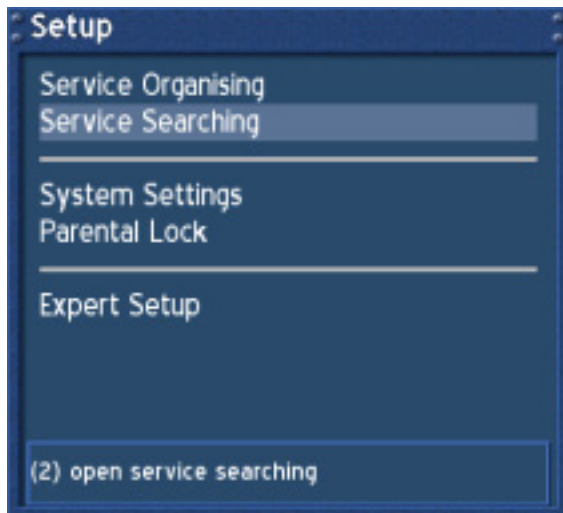 Setup
Service Organising
Service Searching
System Settings
Parental Lock
Expert Setup
(2) open service searching